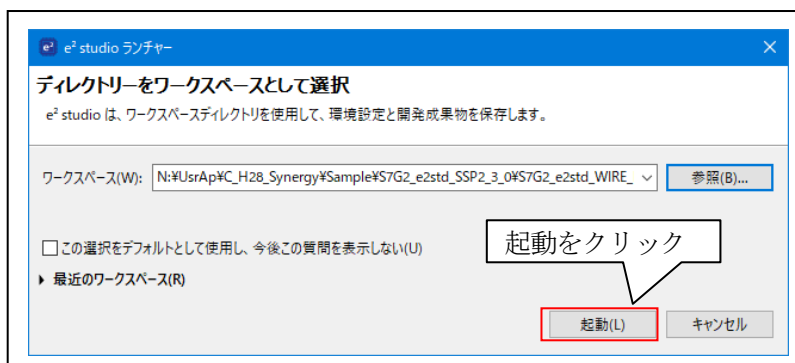 e² studio ランチャー
ディレクトリーをワークスペースとして選択
e² studio は、ワークスペースディレクトリを使用して、環境設定と開発成果物を保存します。
ワークスペース(W): N:¥UsrAp¥C_H28_Synergy¥Sample¥S7G2_e2std_SSP2_3_0¥S7G2_e2std_WIRE_ 参照(B)...
起動をクリック
この選択をデフォルトとして使用し、今後この質問を表示しない(U)
最近のワークスペース(R)
起動(L) キャンセル